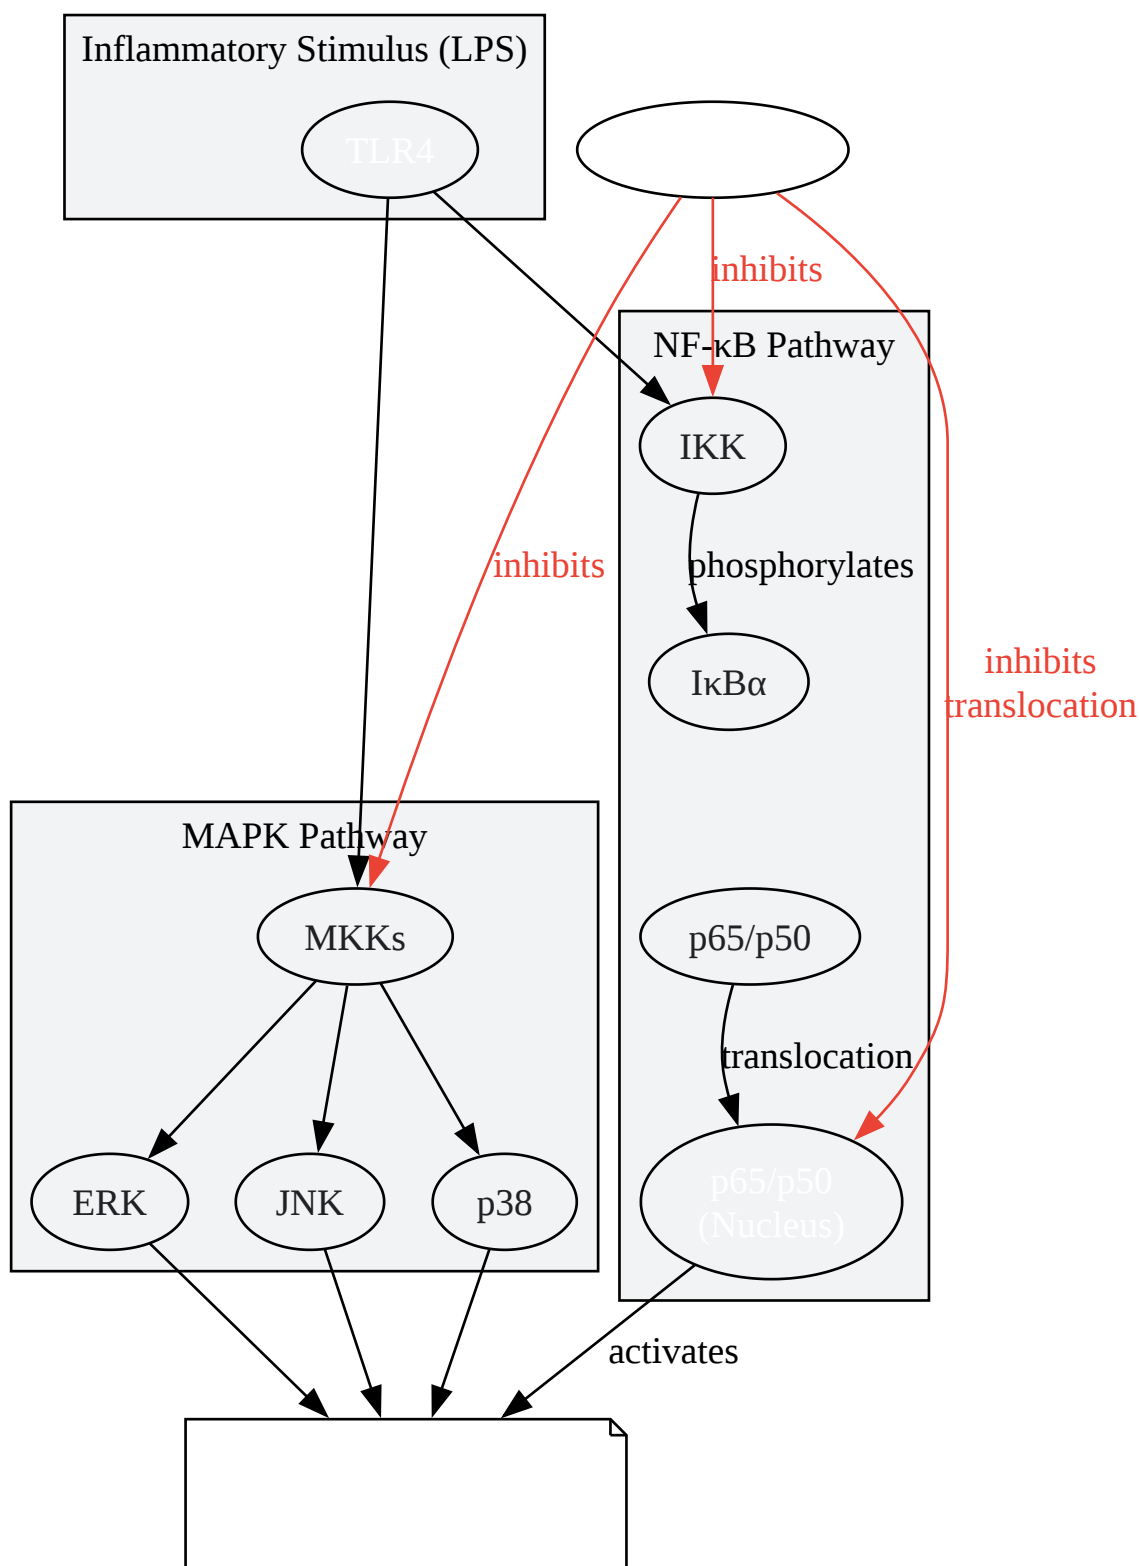 Inflammatory Stimulus (LPS)
TLR4
inhibits
NF-κB Pathway
IKK
inhibits
phosphorylates
IκBα
inhibits
translocation
MAPK Pathway
MKKs
p65/p50
translocation
ERK
JNK
p38
p65/p50
(Nucleus)
activates